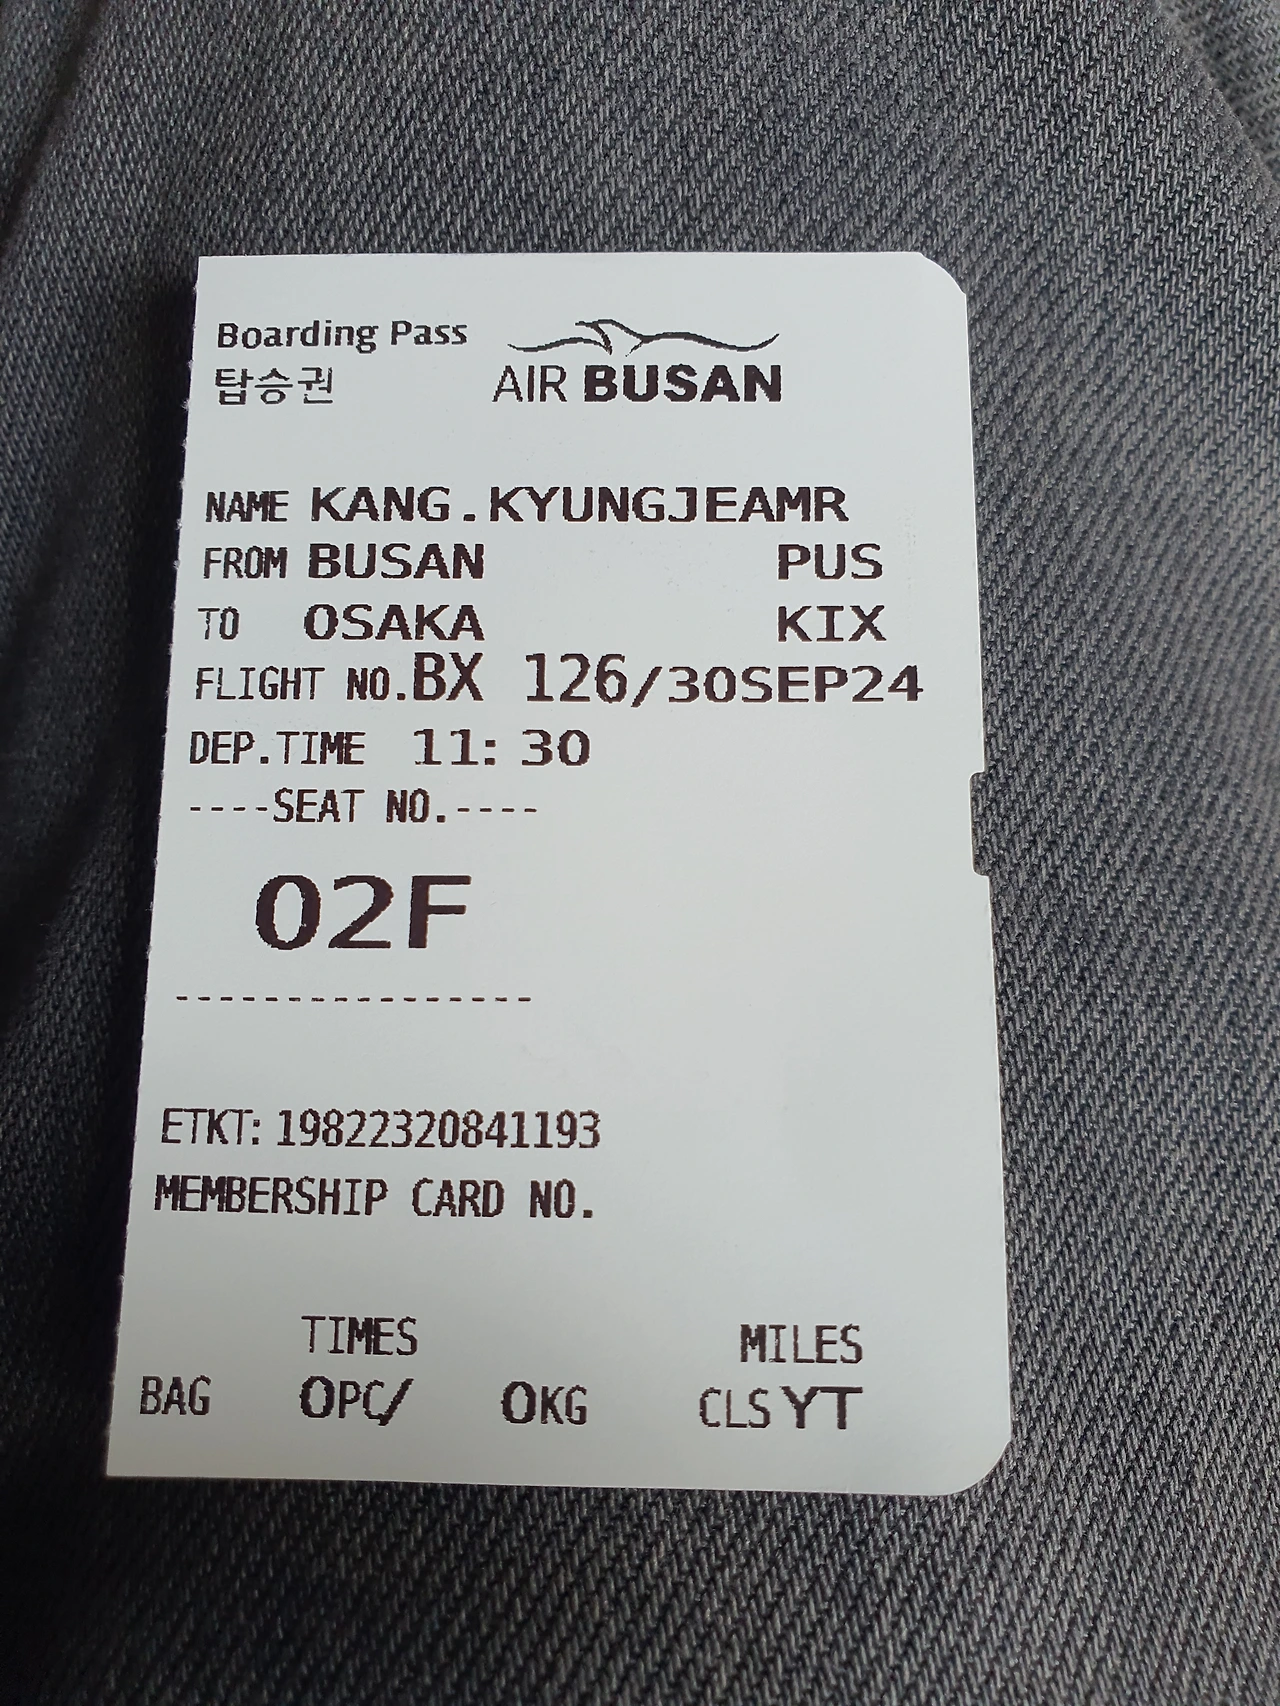 Boarding Pass
탑승권
AIR BUSAN
NAME KANG.KYUNGJEAMR
FROM BUSAN PUS
TO OSAKA KIX
FLIGHT NO.BX 126/30SEP24
DEP.TIME 11:30
----SEAT NO.----
02F
----------------
ETKT:19822320841193
MEMBERSHIP CARD NO.
TIMES MILES
BAG 0PC/ 0KG CLS YT